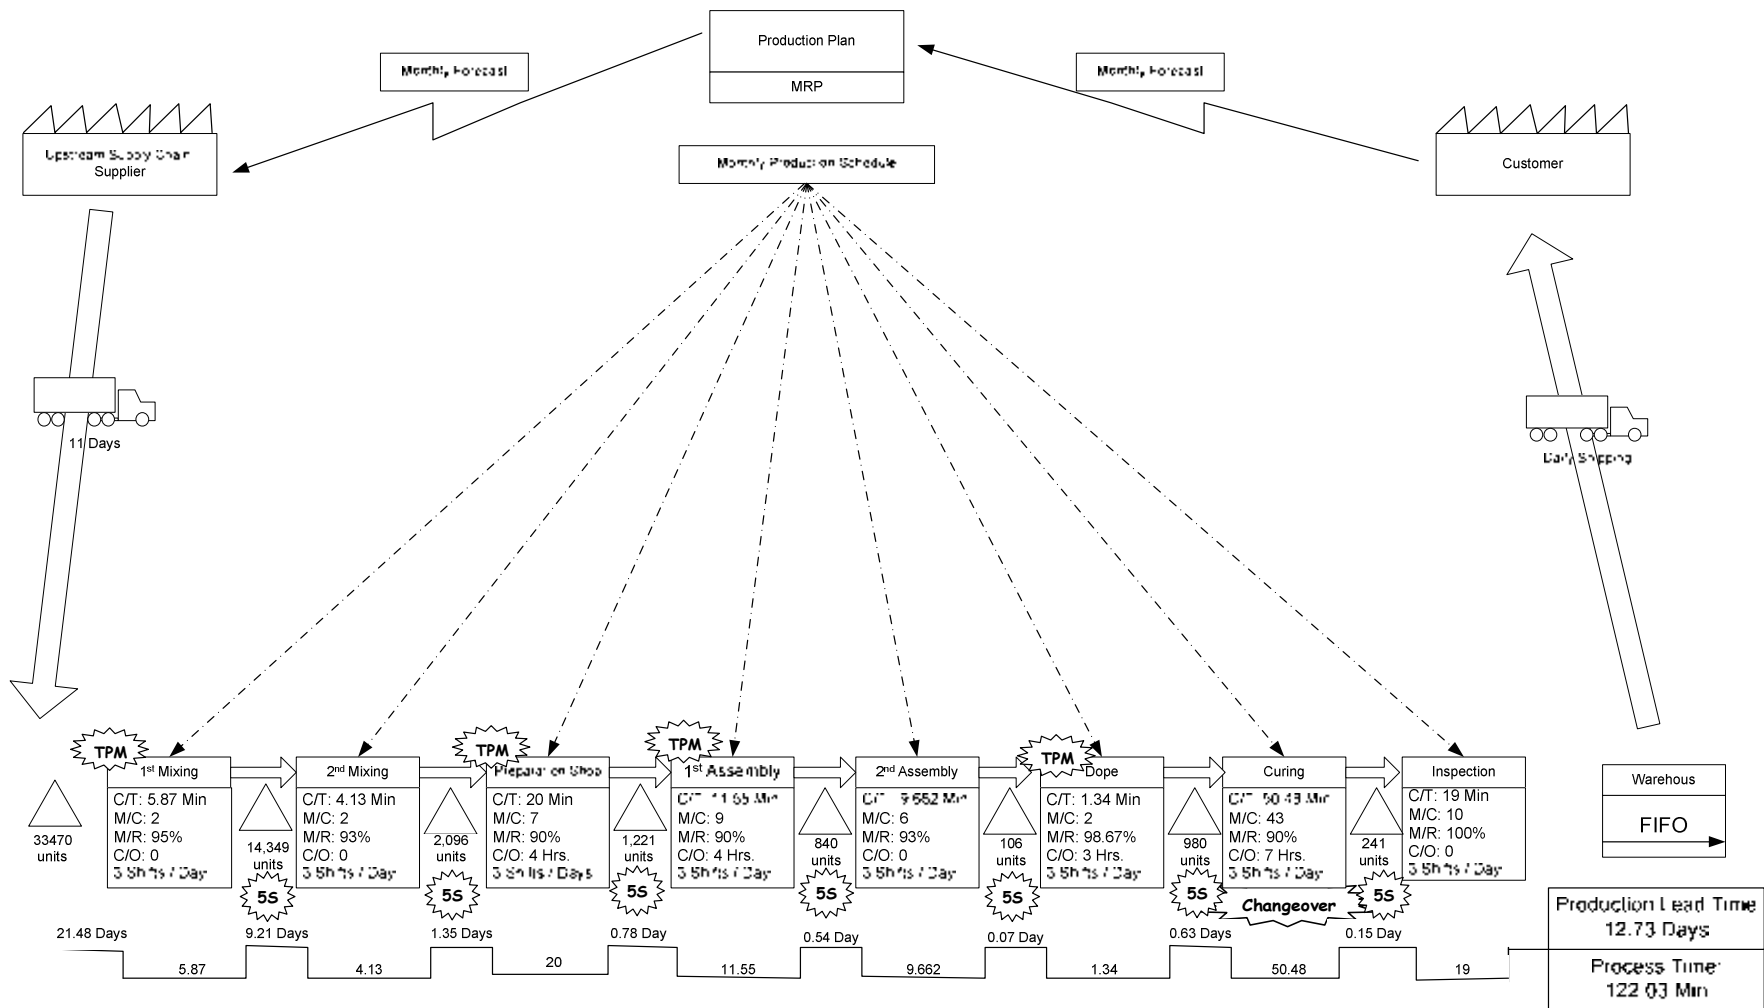 Production Plan
MRP
Monthly Forecast
Monthly Forecast
Upstream Supply Chain
Supplier
Monthly Production Schedule
Customer
11 Days
Daily Shipping
TPM
1st Mixing
C/T: 5.87 Min
M/C: 2
M/R: 95%
C/O: 0
3 Shifts / Day
2nd Mixing
C/T: 4.13 Min
M/C: 2
M/R: 93%
C/O: 0
3 Shifts / Day
TPM
Preparation Shop
C/T: 20 Min
M/C: 7
M/R: 90%
C/O: 4 Hrs.
3 Shifts / Days
TPM
1st Assembly
C/T: 11.55 Min
M/C: 9
M/R: 90%
C/O: 4 Hrs.
3 Shifts / Day
2nd Assembly
C/T: 9.662 Min
M/C: 6
M/R: 93%
C/O: 0
3 Shifts / Day
TPM
Dope
C/T: 1.34 Min
M/C: 2
M/R: 98.67%
C/O: 3 Hrs.
3 Shifts / Day
Curing
C/T: 50.48 Min
M/C: 43
M/R: 90%
C/O: 7 Hrs.
3 Shifts / Day
Changeover
Inspection
C/T: 19 Min
M/C: 10
M/R: 100%
C/O: 0
3 Shifts / Day
Warehous
FIFO
33470
units
14,349
units
5S
2,096
units
5S
1,221
units
5S
840
units
5S
106
units
5S
980
units
5S
241
units
5S
21.48 Days
9.21 Days
1.35 Days
0.78 Day
0.54 Day
0.07 Day
0.63 Days
0.15 Day
5.87
4.13
20
11.55
9.662
1.34
50.48
19
Production Lead Time
12.73 Days
Process Time:
122.03 Min